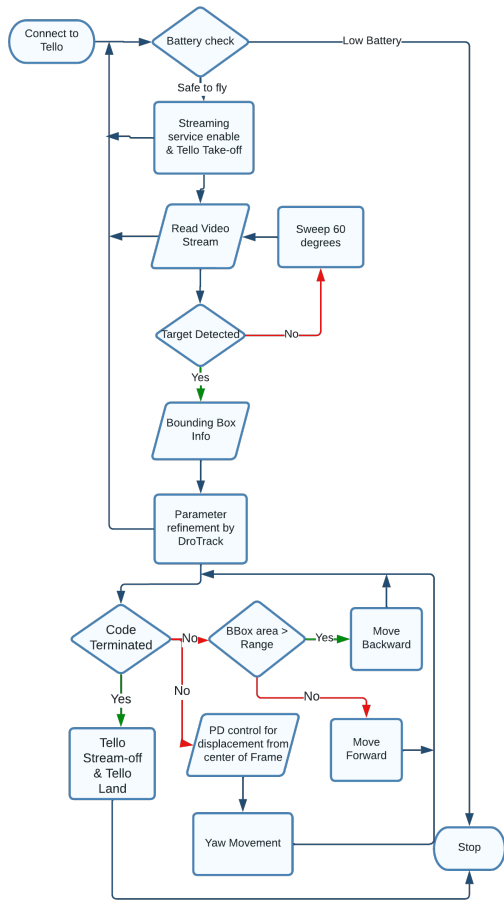 Connect to
Tello
Battery check
Low Battery
Safe to fly
Streaming
service enable
& Tello Take-off
Read Video
Stream
Sweep 60
degrees
Target Detected
No
Yes
Bounding Box
Info
Parameter
refinement by
DroTrack
Code
Terminated
No
BBox area >
Range
Yes
Move
Backward
No
No
Yes
PD control for
displacement from
center of Frame
Move
Forward
Tello
Stream-off
& Tello
Land
Yaw Movement
Stop